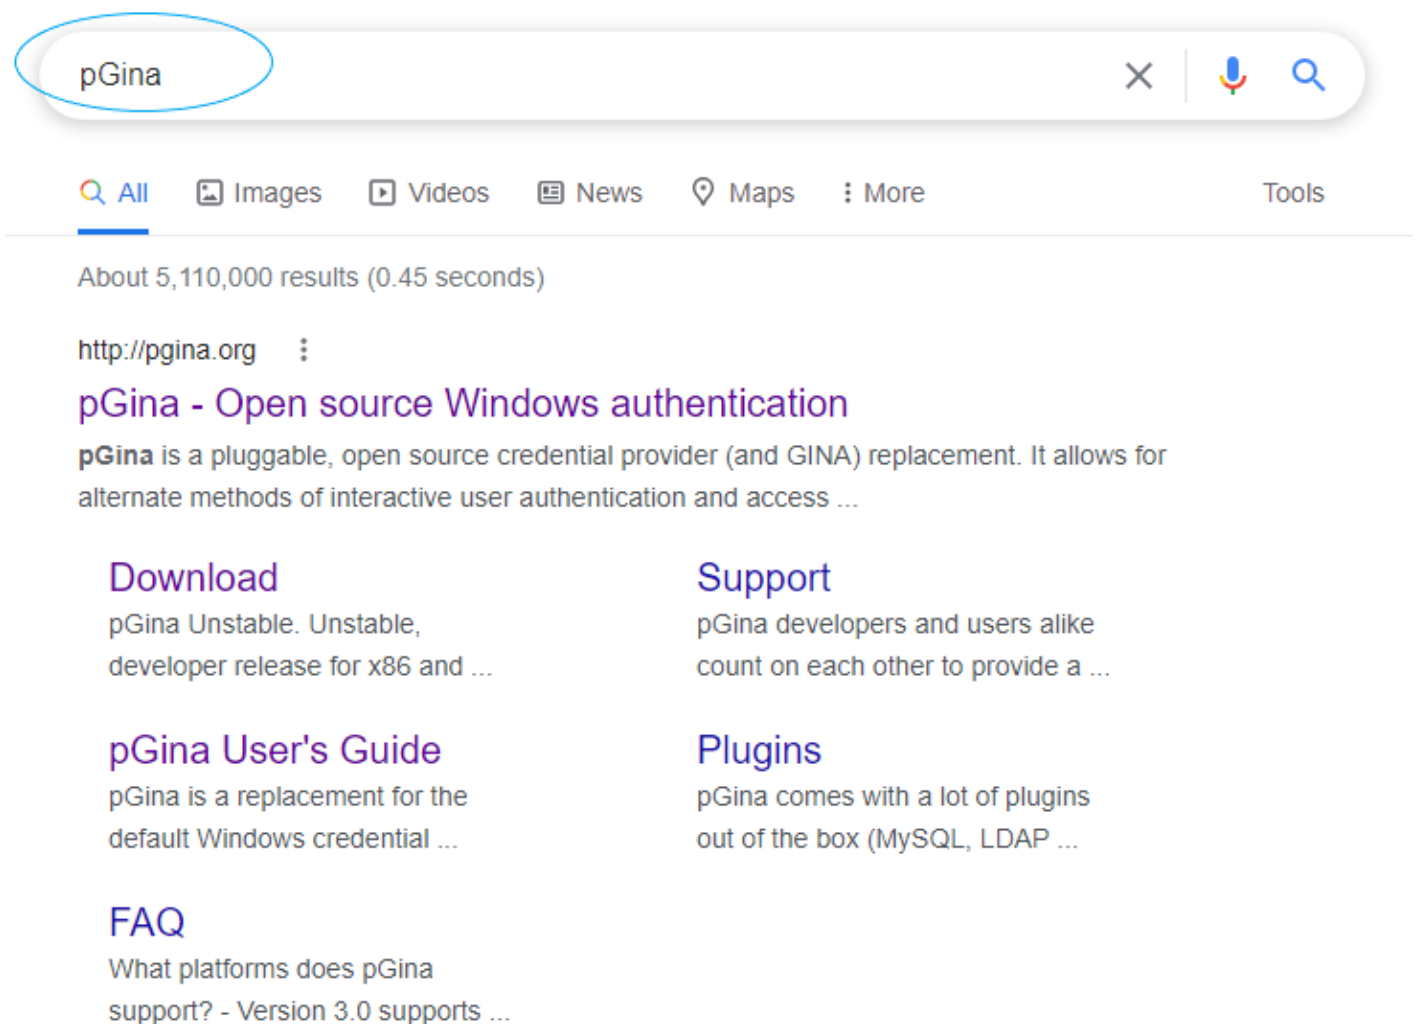 pGina
All Images Videos News Maps More Tools
About 5,110,000 results (0.45 seconds)
http://pgina.org
pGina - Open source Windows authentication
pGina is a pluggable, open source credential provider (and GINA) replacement. It allows for
alternate methods of interactive user authentication and access ...
Download
pGina Unstable. Unstable,
developer release for x86 and ...
Support
pGina developers and users alike
count on each other to provide a ...
pGina User's Guide
pGina is a replacement for the
default Windows credential ...
Plugins
pGina comes with a lot of plugins
out of the box (MySQL, LDAP ...
FAQ
What platforms does pGina
support? - Version 3.0 supports ...